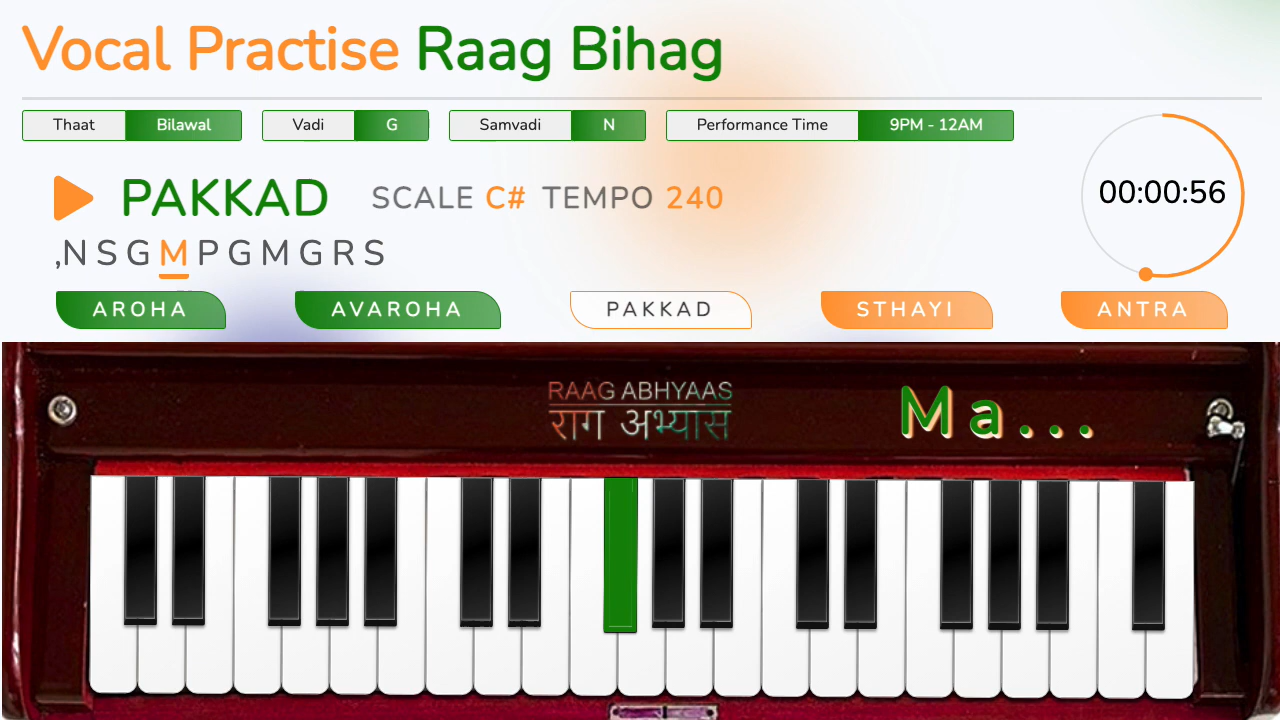 Vocal Practise Raag Bihag
Thaat Bilawal Vadi G Samvadi N Performance Time 9PM - 12AM
00:00:56
PAKKAD SCALE C# TEMPO 240
,N S G M P G M G R S
AROHA AVAROHA PAKKAD STHAYI ANTRA
RAAG ABHYAAS
राग अभ्यास
Ma...